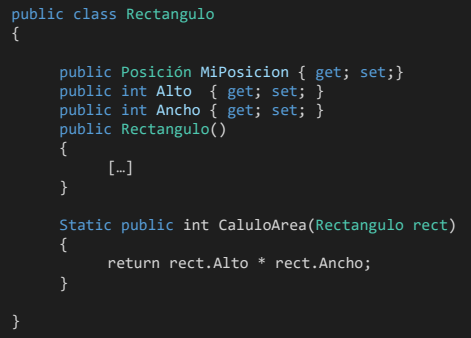 public class Rectangulo
{
public Posición MiPosicion { get; set;}
public int Alto  { get; set; }
public int Ancho { get; set; }
public Rectangulo()
{
[…]
}
Static public int CaluloArea(Rectangulo rect)
{
return rect.Alto * rect.Ancho;
}
}